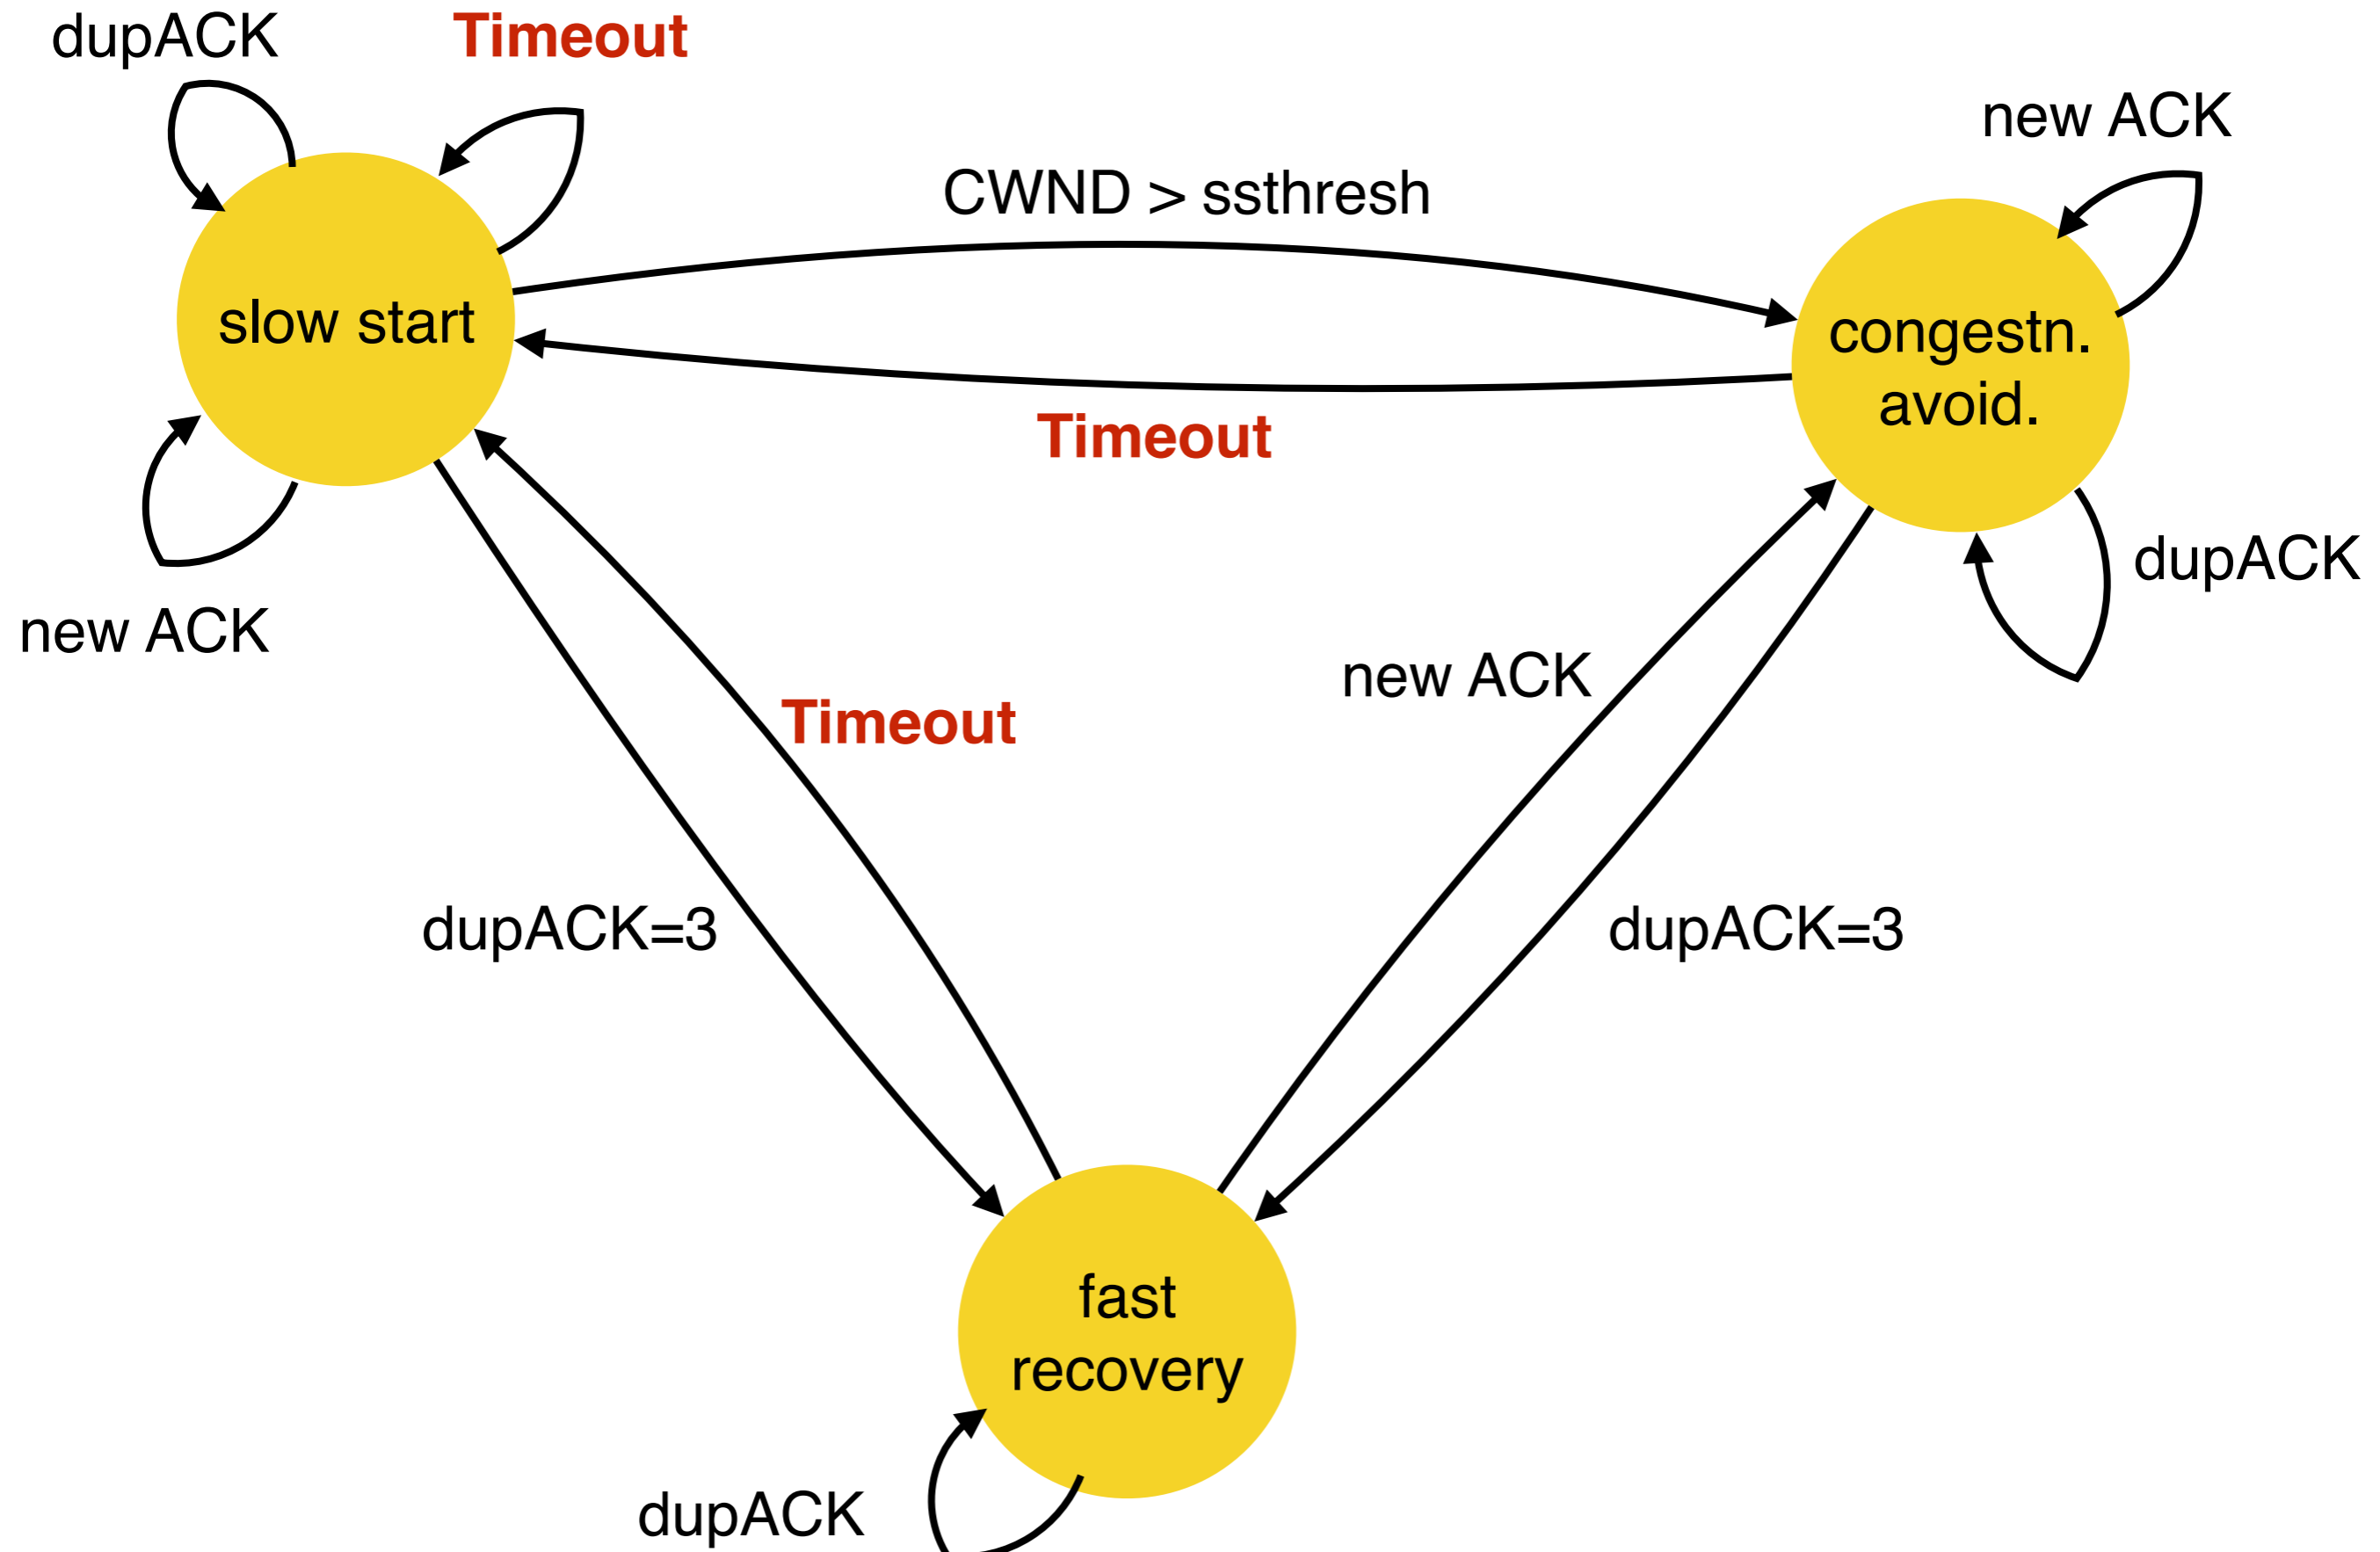 dupACK
Timeout
new ACK
CWND > ssthresh
slow start
congestn.
avoid.
Timeout
dupACK
new ACK
new ACK
Timeout
dupACK=3
dupACK=3
fast
recovery
dupACK